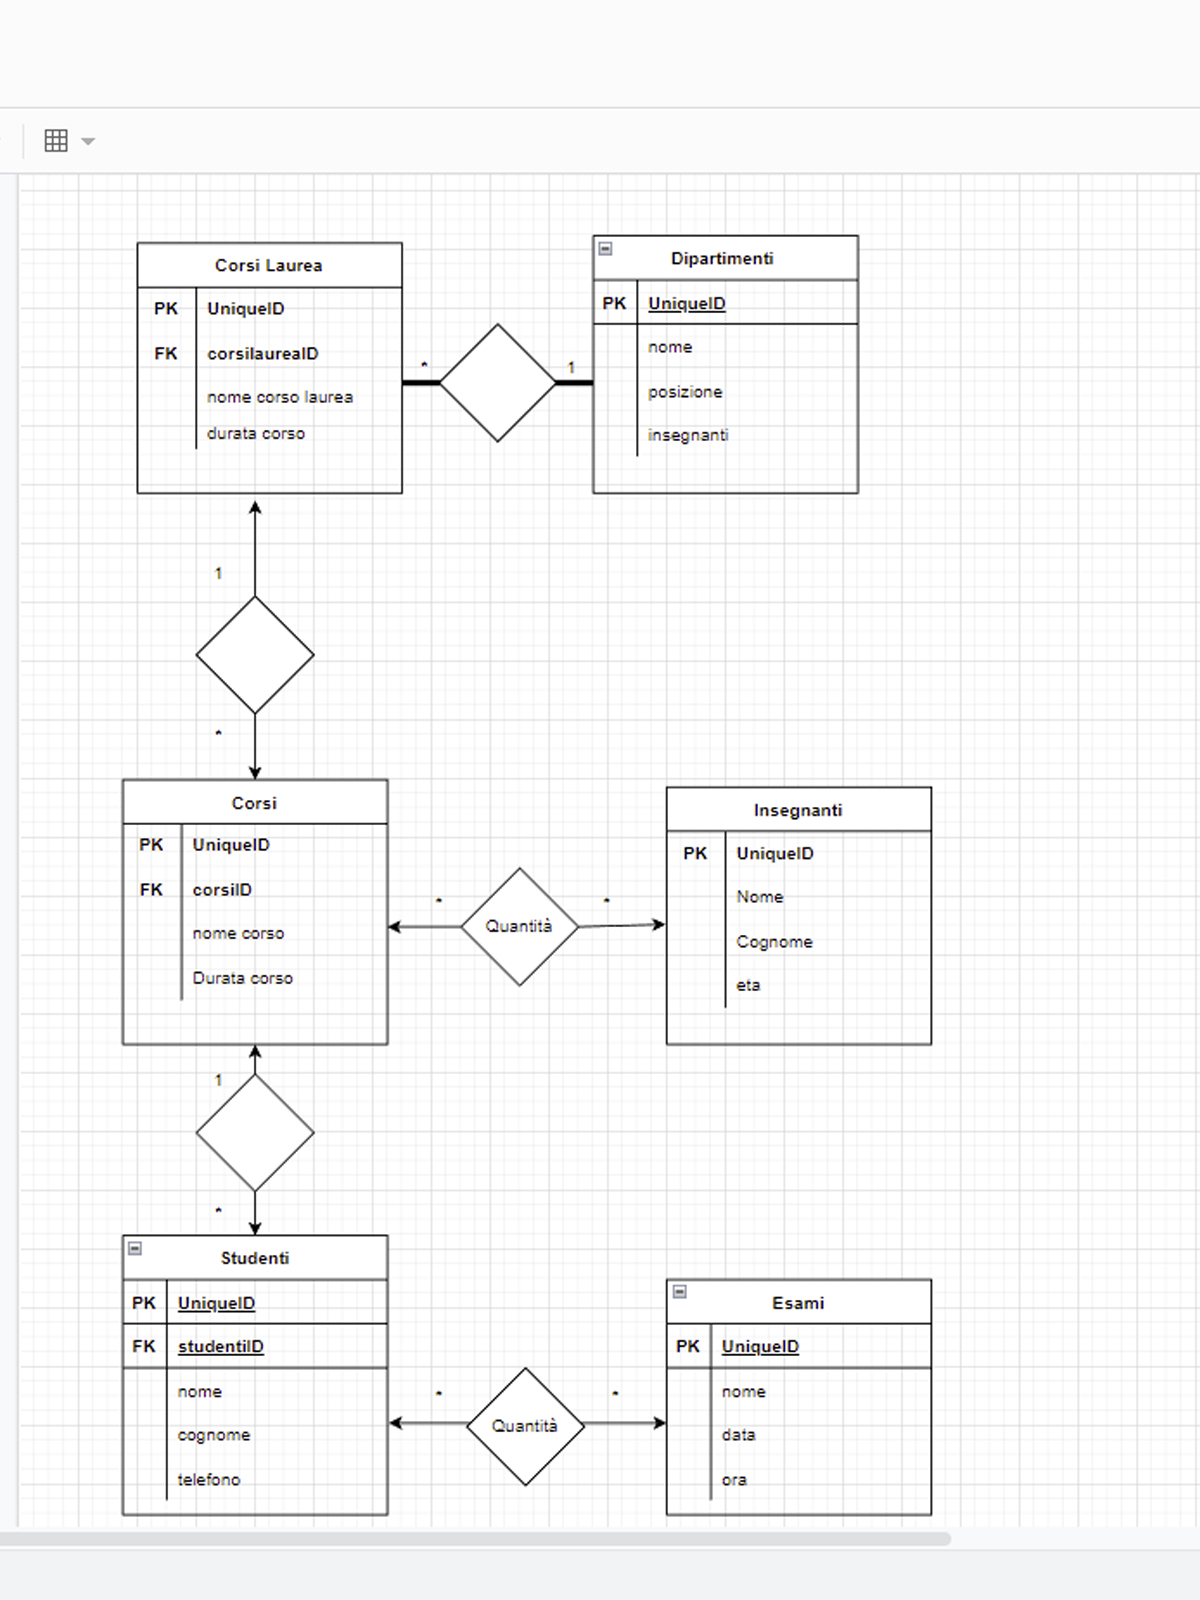 Corsi Laurea
PK UniqueID
FK corsilaureaID
nome corso laurea
durata corso
* 1
Dipartimenti
PK UniqueID
nome
posizione
insegnanti
1
*
Corsi
PK UniqueID
FK corsiID
nome corso
Durata corso
* Quantità *
Insegnanti
PK UniqueID
Nome
Cognome
eta
1
*
Studenti
PK UniqueID
FK studentiID
nome
cognome
telefono
* Quantità *
Esami
PK UniqueID
nome
data
ora